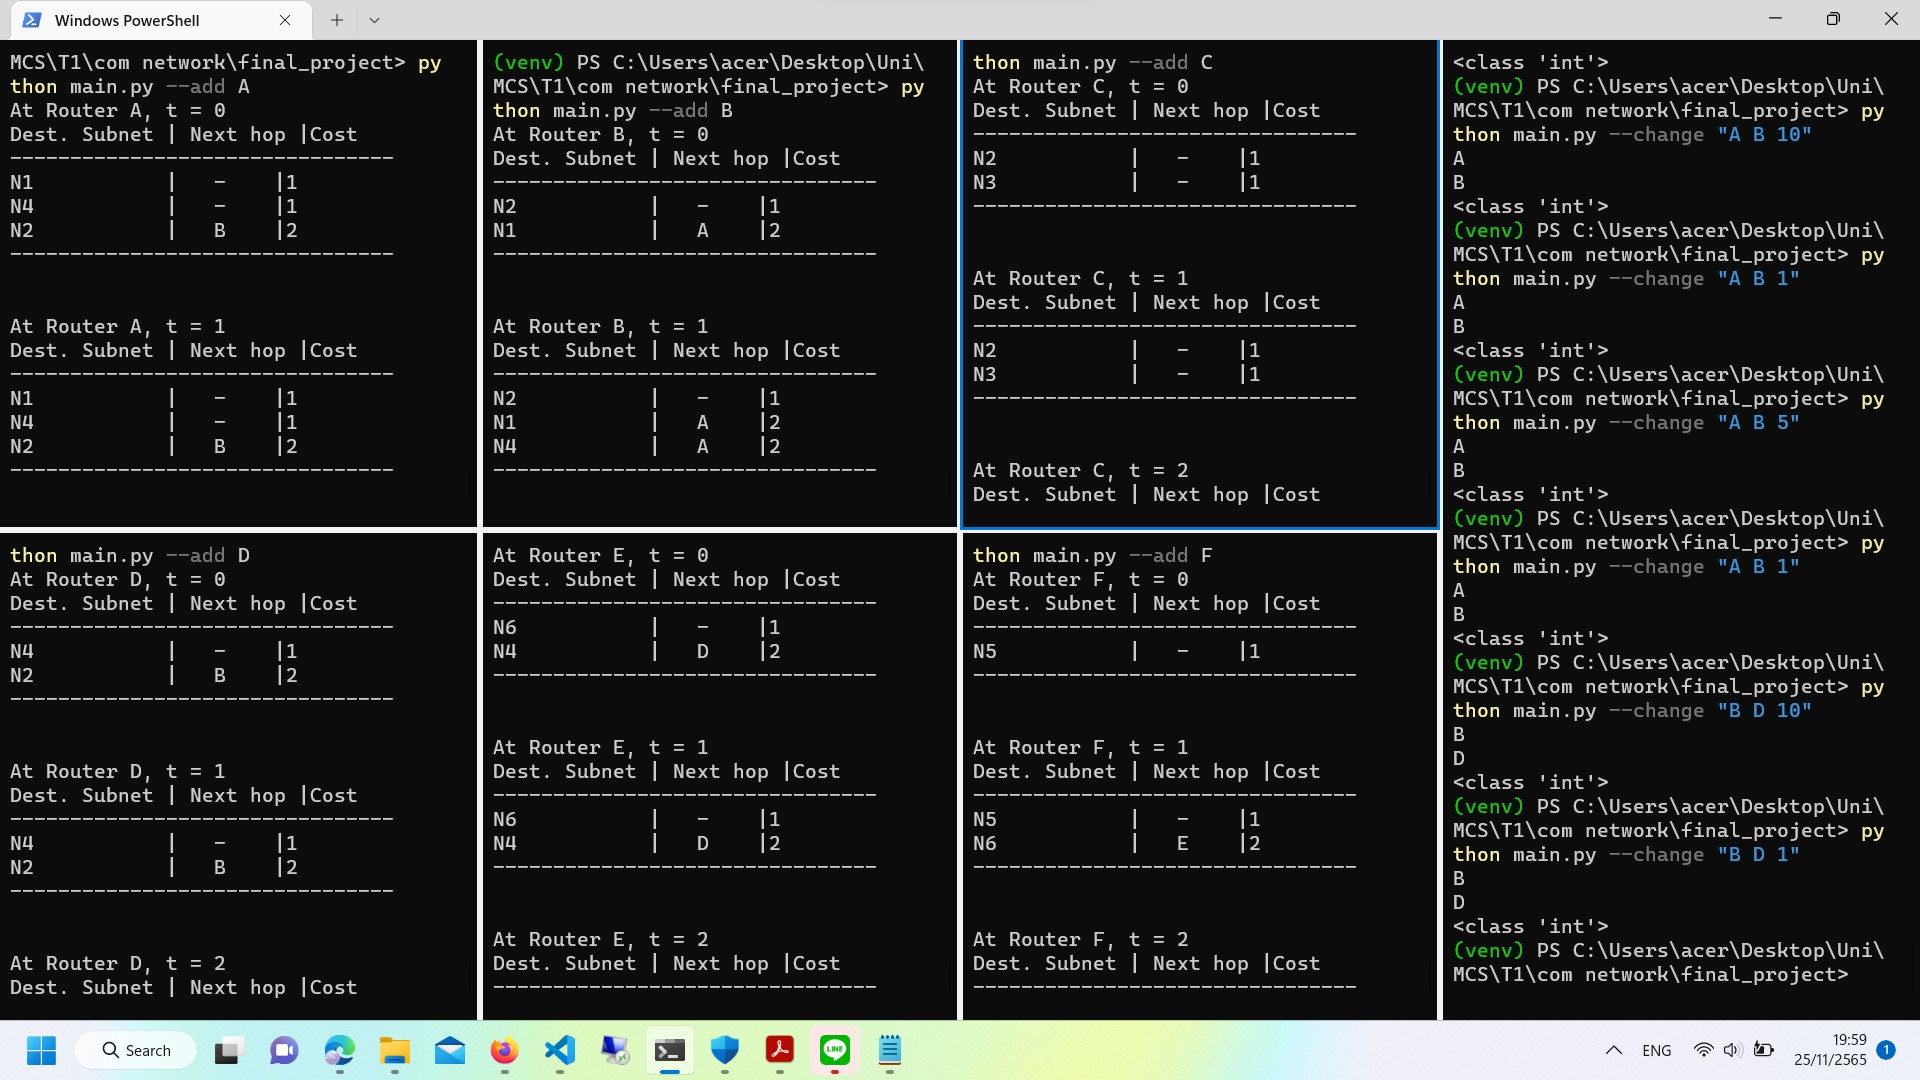 Windows PowerShell
MCS\T1\com network\final_project> py
thon main.py --add A
At Router A, t = 0
Dest. Subnet | Next hop |Cost
--------------------------------
N1 | - |1
N4 | - |1
N2 | B |2
--------------------------------
At Router A, t = 1
Dest. Subnet | Next hop |Cost
--------------------------------
N1 | - |1
N4 | - |1
N2 | B |2
--------------------------------
(venv) PS C:\Users\acer\Desktop\Uni\
MCS\T1\com network\final_project> py
thon main.py --add B
At Router B, t = 0
Dest. Subnet | Next hop |Cost
--------------------------------
N2 | - |1
N1 | A |2
--------------------------------
At Router B, t = 1
Dest. Subnet | Next hop |Cost
--------------------------------
N2 | - |1
N1 | A |2
N4 | A |2
--------------------------------
thon main.py --add C
At Router C, t = 0
Dest. Subnet | Next hop |Cost
--------------------------------
N2 | - |1
N3 | - |1
--------------------------------
At Router C, t = 1
Dest. Subnet | Next hop |Cost
--------------------------------
N2 | - |1
N3 | - |1
--------------------------------
At Router C, t = 2
Dest. Subnet | Next hop |Cost
thon main.py --add D
At Router D, t = 0
Dest. Subnet | Next hop |Cost
--------------------------------
N4 | - |1
N2 | B |2
--------------------------------
At Router D, t = 1
Dest. Subnet | Next hop |Cost
--------------------------------
N4 | - |1
N2 | B |2
--------------------------------
At Router D, t = 2
Dest. Subnet | Next hop |Cost
At Router E, t = 0
Dest. Subnet | Next hop |Cost
--------------------------------
N6 | - |1
N4 | D |2
--------------------------------
At Router E, t = 1
Dest. Subnet | Next hop |Cost
--------------------------------
N6 | - |1
N4 | D |2
--------------------------------
At Router E, t = 2
Dest. Subnet | Next hop |Cost
--------------------------------
thon main.py --add F
At Router F, t = 0
Dest. Subnet | Next hop |Cost
--------------------------------
N5 | - |1
--------------------------------
At Router F, t = 1
Dest. Subnet | Next hop |Cost
--------------------------------
N5 | - |1
N6 | E |2
--------------------------------
At Router F, t = 2
Dest. Subnet | Next hop |Cost
--------------------------------
<class 'int'>
(venv) PS C:\Users\acer\Desktop\Uni\
MCS\T1\com network\final_project> py
thon main.py --change "A B 10"
A
B
<class 'int'>
(venv) PS C:\Users\acer\Desktop\Uni\
MCS\T1\com network\final_project> py
thon main.py --change "A B 1"
A
B
<class 'int'>
(venv) PS C:\Users\acer\Desktop\Uni\
MCS\T1\com network\final_project> py
thon main.py --change "A B 5"
A
B
<class 'int'>
(venv) PS C:\Users\acer\Desktop\Uni\
MCS\T1\com network\final_project> py
thon main.py --change "A B 1"
A
B
<class 'int'>
(venv) PS C:\Users\acer\Desktop\Uni\
MCS\T1\com network\final_project> py
thon main.py --change "B D 10"
B
D
<class 'int'>
(venv) PS C:\Users\acer\Desktop\Uni\
MCS\T1\com network\final_project> py
thon main.py --change "B D 1"
B
D
<class 'int'>
(venv) PS C:\Users\acer\Desktop\Uni\
MCS\T1\com network\final_project>
Search
LINE
ENG
19:59
25/11/2565
1